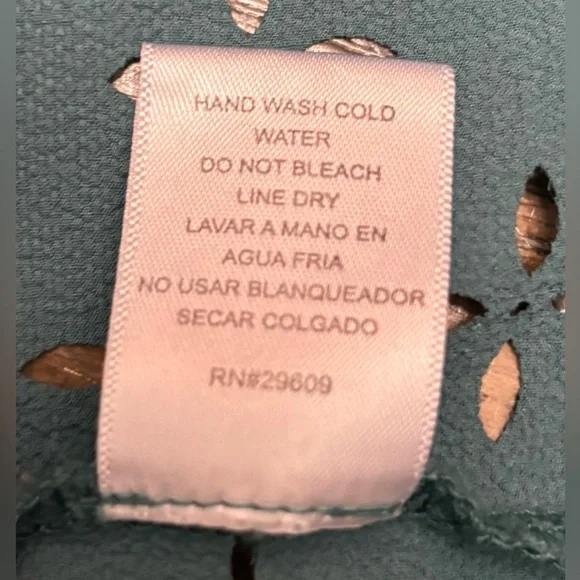 HAND WASH COLD
WATER
DO NOT BLEACH
LINE DRY
LAVAR A MANO EN
AGUA FRIA
NO USAR BLANQUEADOR
SECAR COLGADO
RN#29609